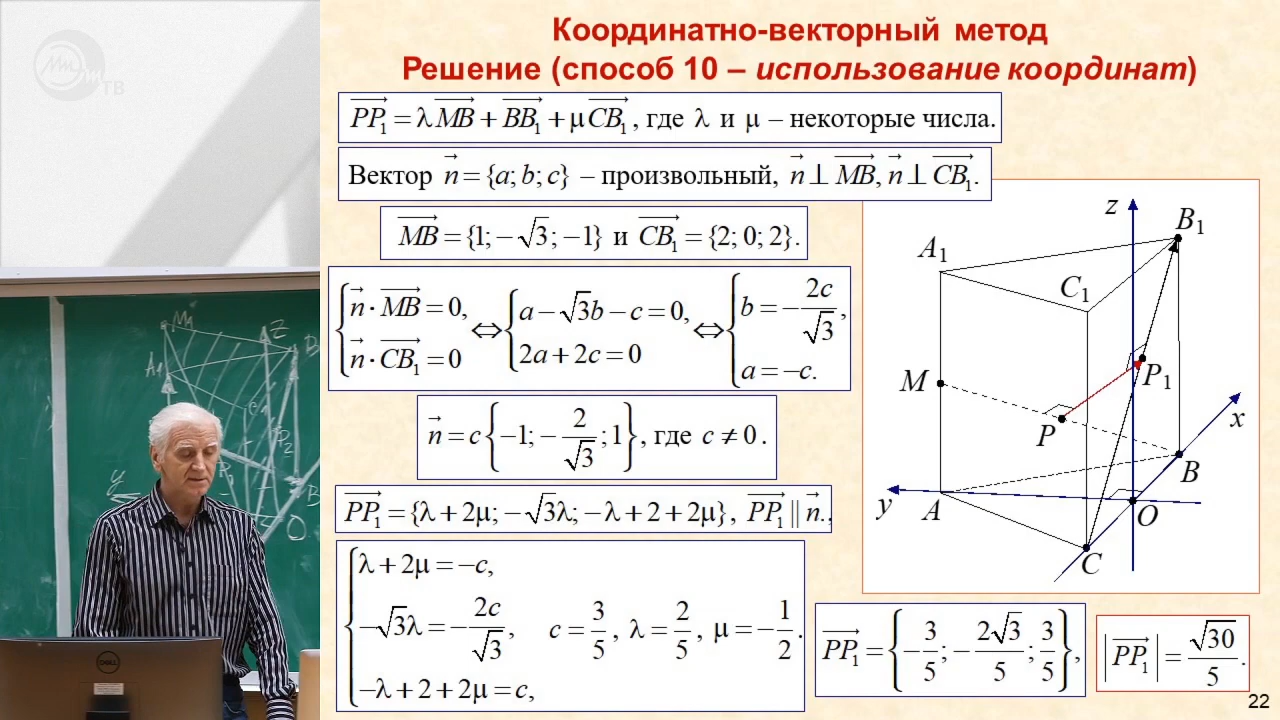 Координатно-векторный метод
Решение (способ 10 – использование координат)
PP₁ = λMB + BB₁ + μCB₁, где λ и μ – некоторые числа.
Вектор n = {a; b; c} – произвольный, n ⊥ MB, n ⊥ CB₁.
MB = {1; −√3; −1} и CB₁ = {2; 0; 2}.
{ n · MB = 0, n · CB₁ = 0 ⇔ { a − √3b − c = 0, 2a + 2c = 0 ⇔ { b = −2c/√3, a = −c.
n = c{−1; −2/√3; 1}, где c ≠ 0.
PP₁ = {λ + 2μ; −√3λ; −λ + 2 + 2μ}, PP₁ || n.,
λ + 2μ = −c,
−√3λ = −2c/√3, c = 3/5, λ = 2/5, μ = −1/2.
−λ + 2 + 2μ = c,
PP₁ = {−3/5; −2√3/5; 3/5},
|PP₁| = √30/5.
z
B₁
A₁
C₁
M
P₁
P
x
B
y
A
O
C
22
ТВ
M
Z
A₁
P₂
y
O
DELL